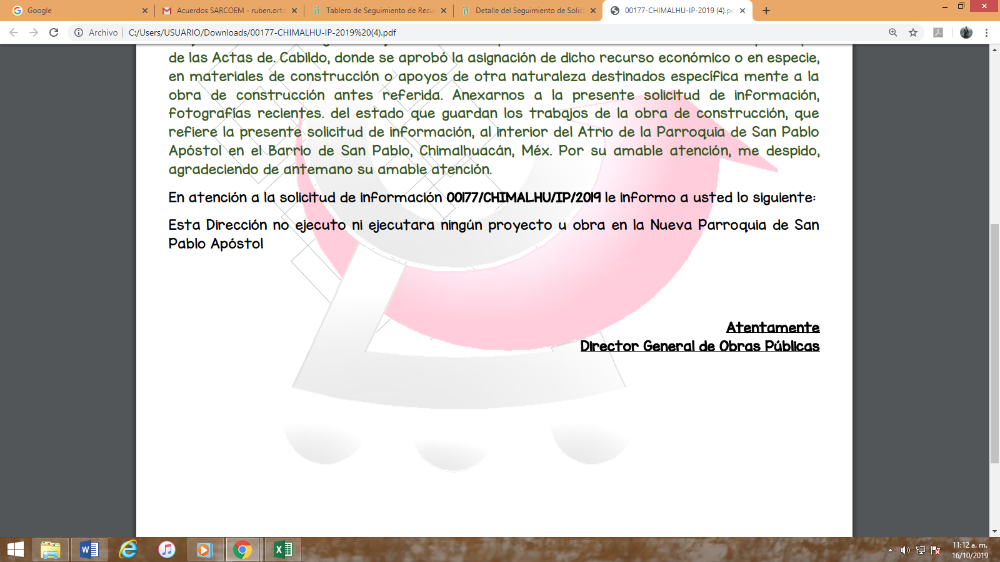 Google
Acuerdos SARCOEM - ruben.ortiz
Tablero de Seguimiento de Recu
Detalle del Seguimiento de Solici
00177-CHIMALHU-IP-2019 (4).pd
Archivo
C:/Users/USUARIO/Downloads/00177-CHIMALHU-IP-2019%20(4).pdf
de las Actas de. Cabildo, donde se aprobó la asignación de dicho recurso económico o en especie,
en materiales de construcción o apoyos de otra naturaleza destinados específica mente a la
obra de construcción antes referida. Anexarnos a la presente solicitud de información,
fotografías recientes. del estado que guardan los trabajos de la obra de construcción, que
refiere la presente solicitud de información, al interior del Atrio de la Parroquia de San Pablo
Apóstol en el Barrio de San Pablo, Chimalhuacán, Méx. Por su amable atención, me despido,
agradeciendo de antemano su amable atención.
En atención a la solicitud de información 00177/CHIMALHU/IP/2019 le informo a usted lo siguiente:
Esta Dirección no ejecuto ni ejecutara ningún proyecto u obra en la Nueva Parroquia de San
Pablo Apóstol
Atentamente
Director General de Obras Públicas
11:12 a. m.
16/10/2019